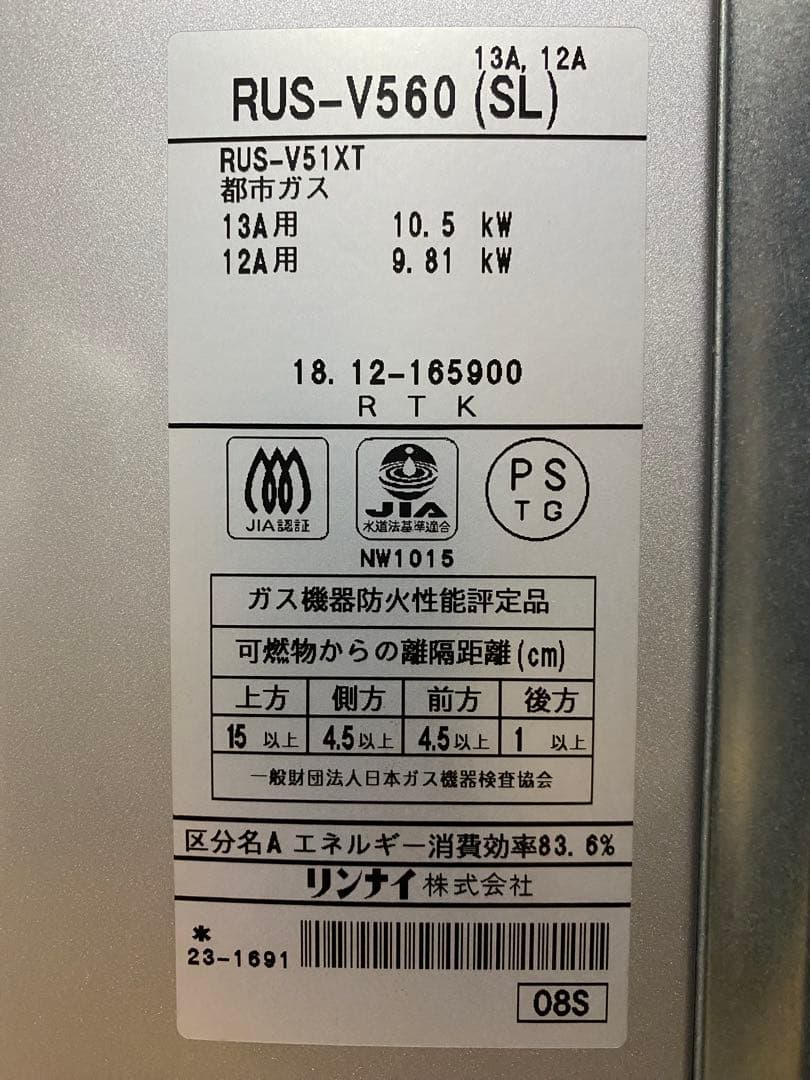 13A, 12A
RUS-V560 (SL)
RUS-V51XT
都市ガス
13A用 10.5 kW
12A用 9.81 kW
18. 12-165900
R T K
JIA認証
JIA
水道法基準適合
PS
TG
NW1015
ガス機器防火性能評定品
可燃物からの離隔距離(cm)
上方 側方 前方 後方
15 以上 4.5以上 4.5以上 1 以上
一般財団法人日本ガス機器検査協会
区分名A エネルギー消費効率83.6%
リンナイ株式会社
*
23-1691
08S